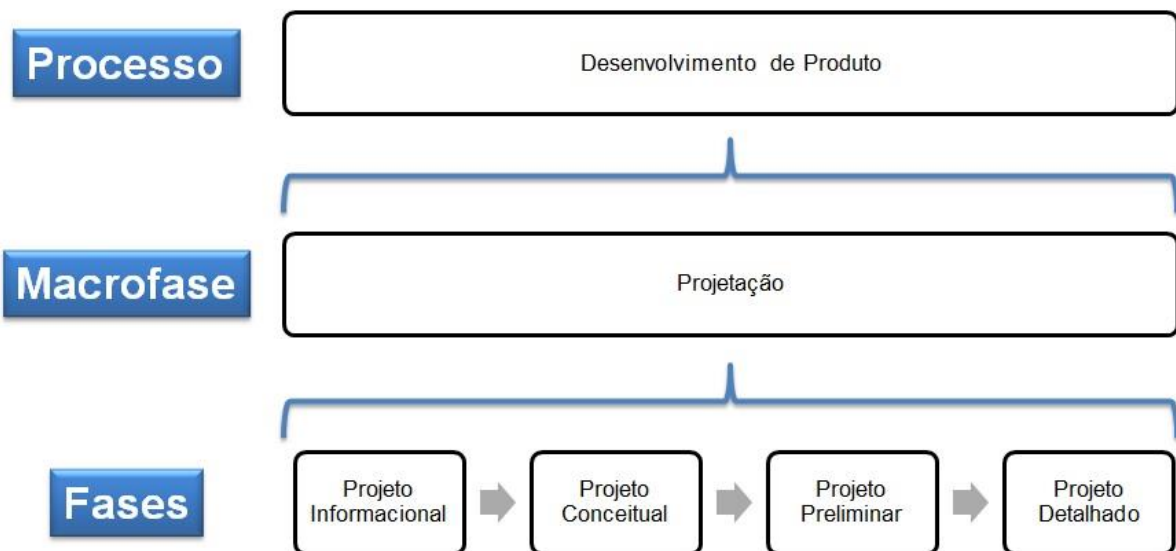 Processo
Desenvolvimento de Produto
Macrofase
Projetação
Fases
Projeto
Informacional
Projeto
Conceitual
Projeto
Preliminar
Projeto
Detalhado